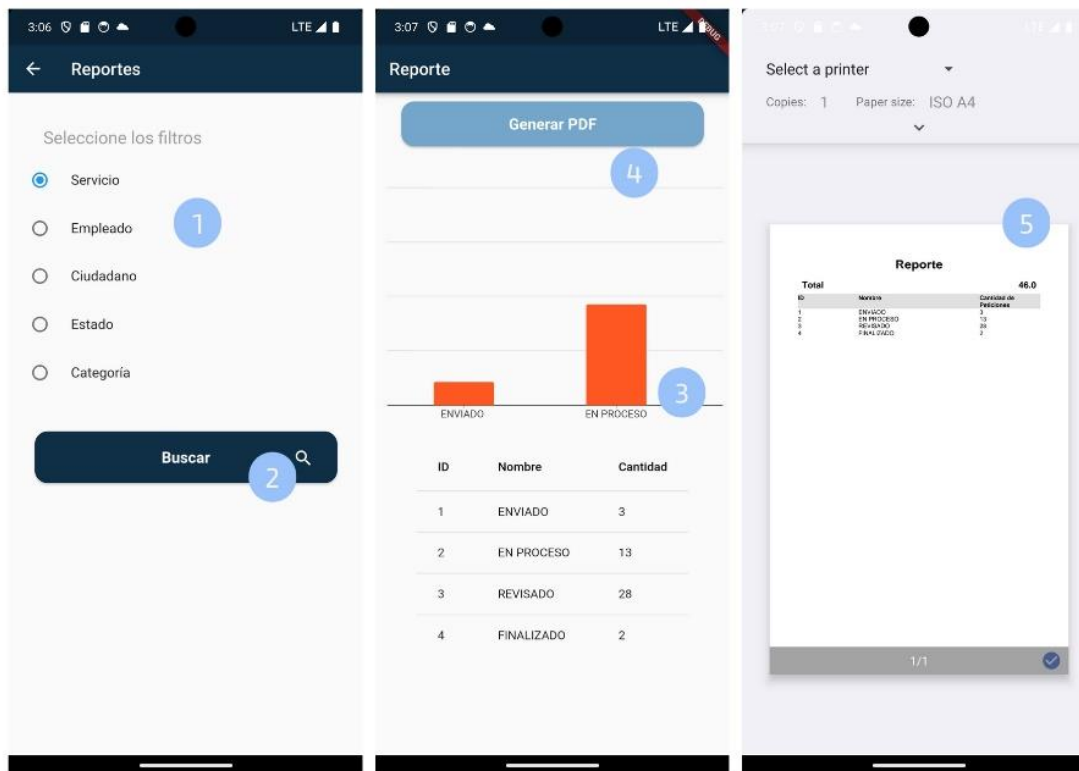 3:06
LTE
Reportes
Seleccione los filtros
Servicio
Empleado
1
Ciudadano
Estado
Categoría
Buscar
2
3:07
LTE
DEBUG
Reporte
Generar PDF
4
3
ENVIADO EN PROCESO
ID Nombre Cantidad
1 ENVIADO 3
2 EN PROCESO 13
3 REVISADO 28
4 FINALIZADO 2
Select a printer
Copies: 1 Paper size: ISO A4
5
Reporte
Total 46.0
ID Nombre Cantidad de
Peticiones
1 ENVIADO 3
2 EN PROCESO 13
3 REVISADO 28
4 FINALIZADO 2
1/1